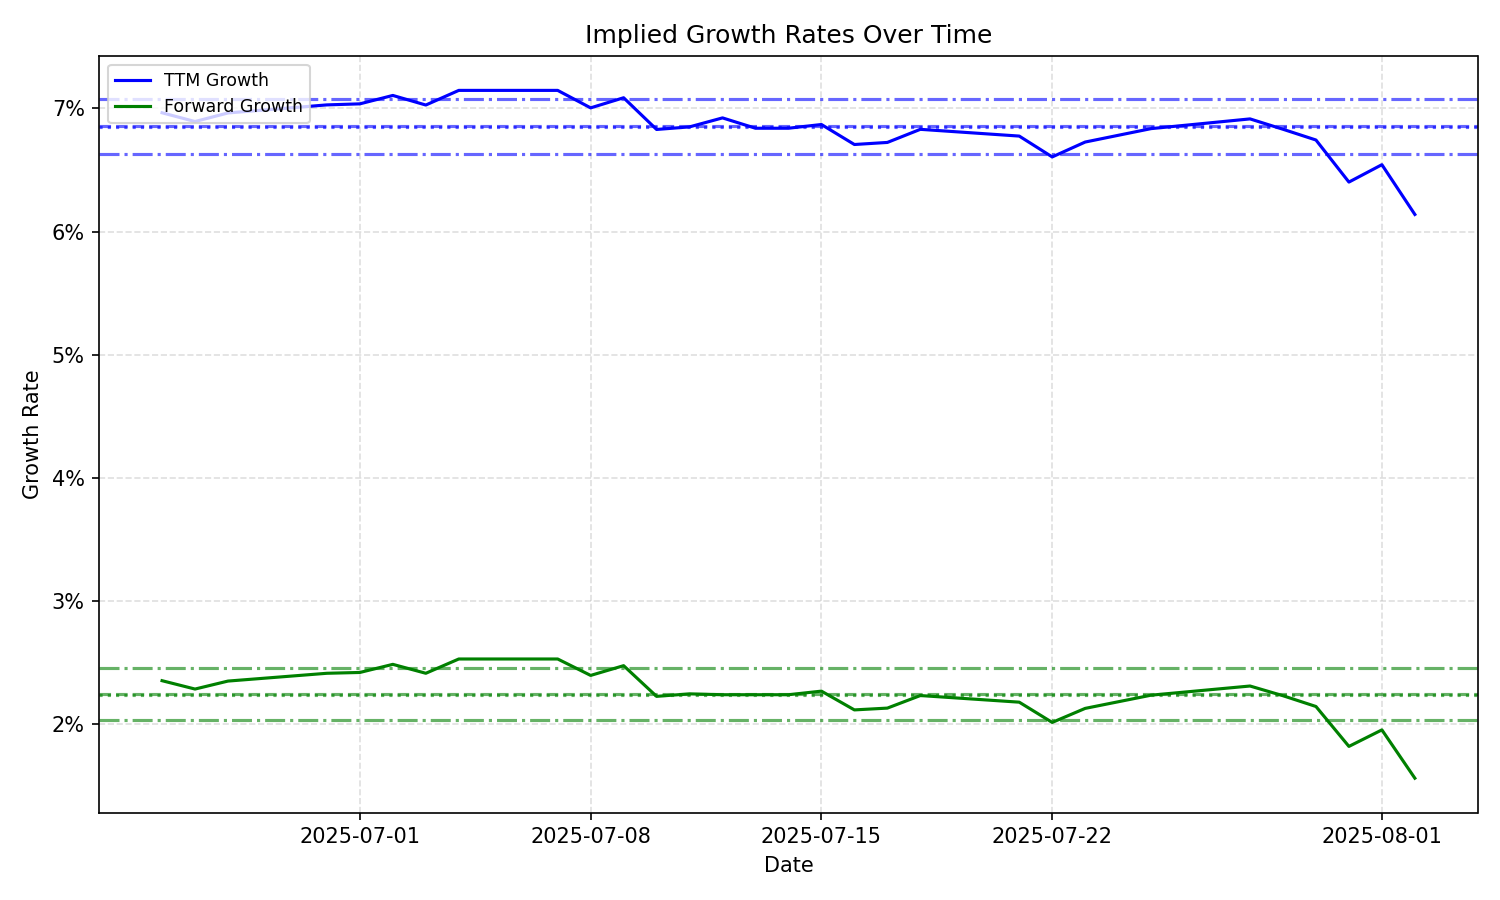 Implied Growth Rates Over Time
TTM Growth
Forward Growth
7%
6%
5%
4%
3%
2%
Growth Rate
2025-07-01
2025-07-08
2025-07-15
2025-07-22
2025-08-01
Date